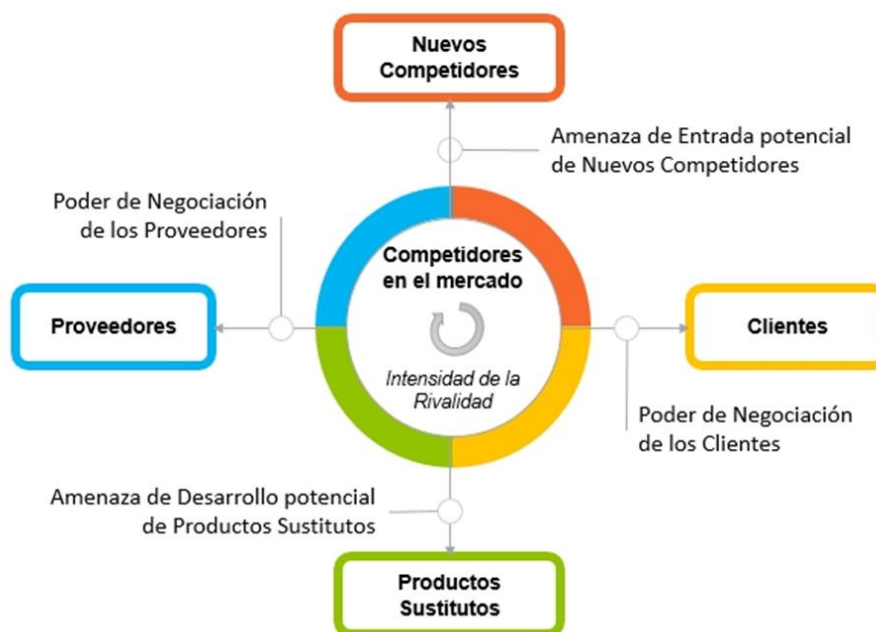 Nuevos
Competidores
Amenaza de Entrada potencial
de Nuevos Competidores
Poder de Negociación
de los Proveedores
Competidores
en el mercado
Proveedores
Clientes
Intensidad de la
Rivalidad
Poder de Negociación
de los Clientes
Amenaza de Desarrollo potencial
de Productos Sustitutos
Productos
Sustitutos